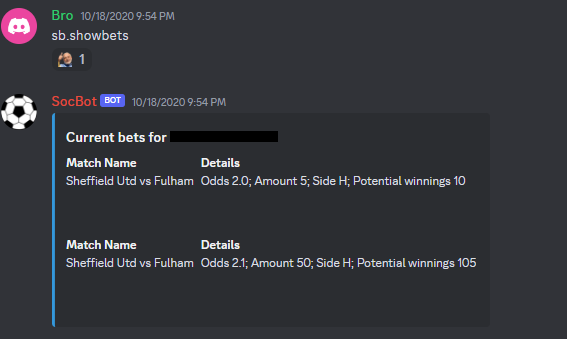 Bro 10/18/2020 9:54 PM
sb.showbets
1
SocBot BOT 10/18/2020 9:54 PM
Current bets for
Match Name Details
Sheffield Utd vs Fulham Odds 2.0; Amount 5; Side H; Potential winnings 10
Match Name Details
Sheffield Utd vs Fulham Odds 2.1; Amount 50; Side H; Potential winnings 105